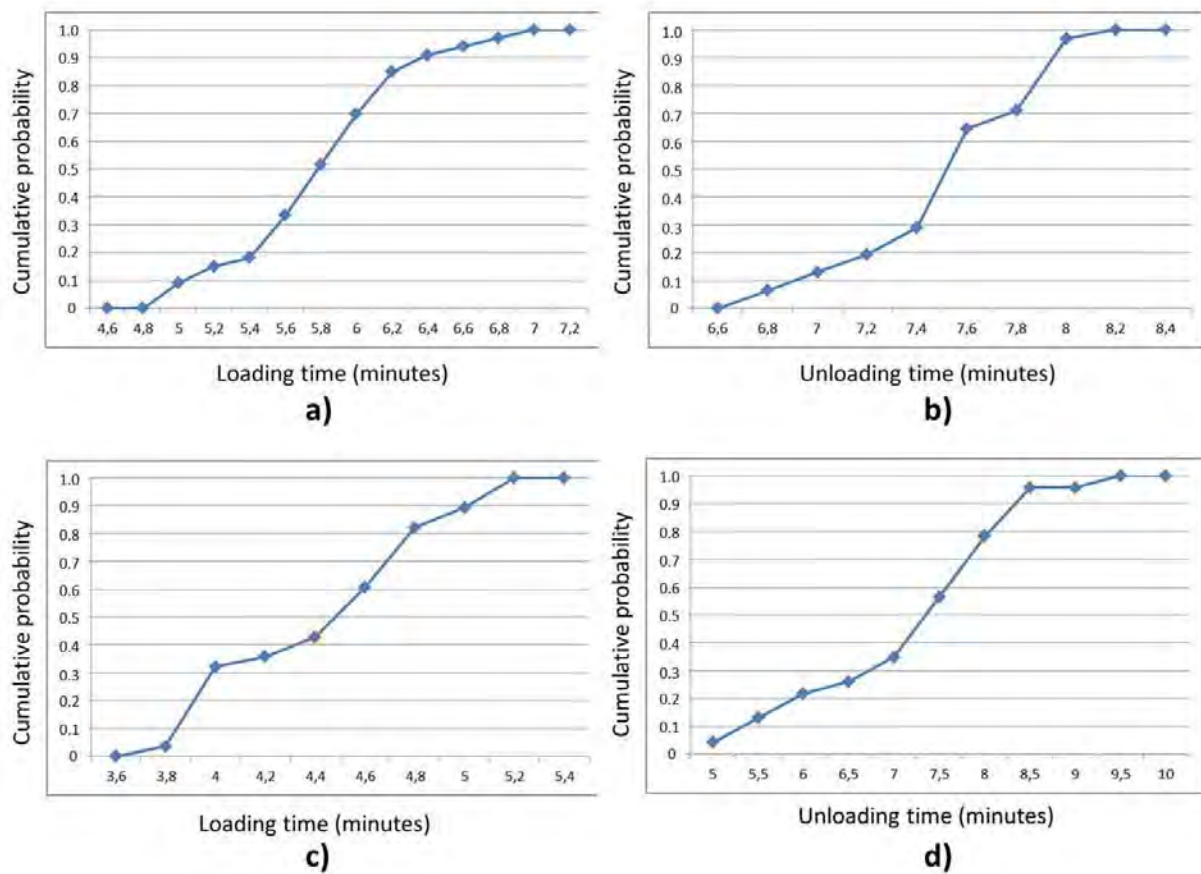 Cumulative probability
1.0
0.9
0.8
0.7
0.6
0.5
0.4
0.3
0.2
0.1
0
4,6 4,8 5 5,2 5,4 5,6 5,8 6 6,2 6,4 6,6 6,8 7 7,2
Loading time (minutes)
a)
Cumulative probability
1.0
0.9
0.8
0.7
0.6
0.5
0.4
0.3
0.2
0.1
0
6,6 6,8 7 7,2 7,4 7,6 7,8 8 8,2 8,4
Unloading time (minutes)
b)
Cumulative probability
1.0
0.9
0.8
0.7
0.6
0.5
0.4
0.3
0.2
0.1
0
3,6 3,8 4 4,2 4,4 4,6 4,8 5 5,2 5,4
Loading time (minutes)
c)
Cumulative probability
1.0
0.9
0.8
0.7
0.6
0.5
0.4
0.3
0.2
0.1
0
5 5,5 6 6,5 7 7,5 8 8,5 9 9,5 10
Unloading time (minutes)
d)